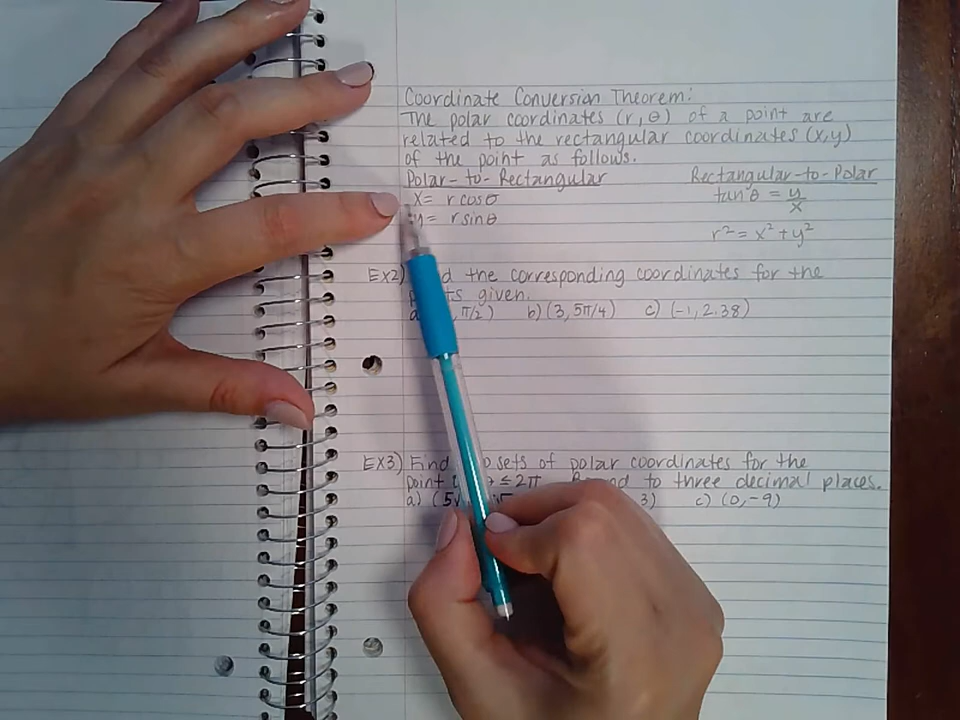 Coordinate Conversion Theorem:
The polar coordinates (r, θ) of a point are
related to the rectangular coordinates (x,y)
of the point as follows.
Polar-to-Rectangular Rectangular-to-Polar
x = r cosθ tan θ = y/x
y = r sinθ
r² = x² + y²
Ex2) the corresponding coordinates for the
given.
a) , π/2) b) (3, 5π/4) c) (-1, 2.38)
Ex3) Find sets of polar coordinates for the
point ≤ 2π. Round to three decimal places.
a) (5 3) c) (0, -9)